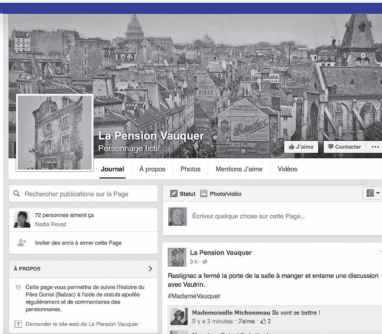 La Pension Vauquer
Personnage fictif
J'aime
Contacter
Journal
À propos
Photos
Mentions J'aime
Vidéos
Rechercher publications sur la Page
72 personnes aiment ça
Nadia Revaz
Inviter des amis à aimer cette Page
À PROPOS
Cette page vous permettra de suivre l'histoire du
Père Goriot (Balzac) à l'aide de statuts ajoutés
régulièrement et de commentaires des
pensionnaires.
Demander le site web de La Pension Vauquer
Statut
Photo/vidéo
Écrivez quelque chose sur cette Page...
La Pension Vauquer
3 h
Rastignac a fermé la porte de la salle à manger et entame une discussion
avec Vautrin.
#MadameVauquer
Mademoiselle Michonneau Ils vont se battre !
Il y a 3 minutes · J'aime · 2